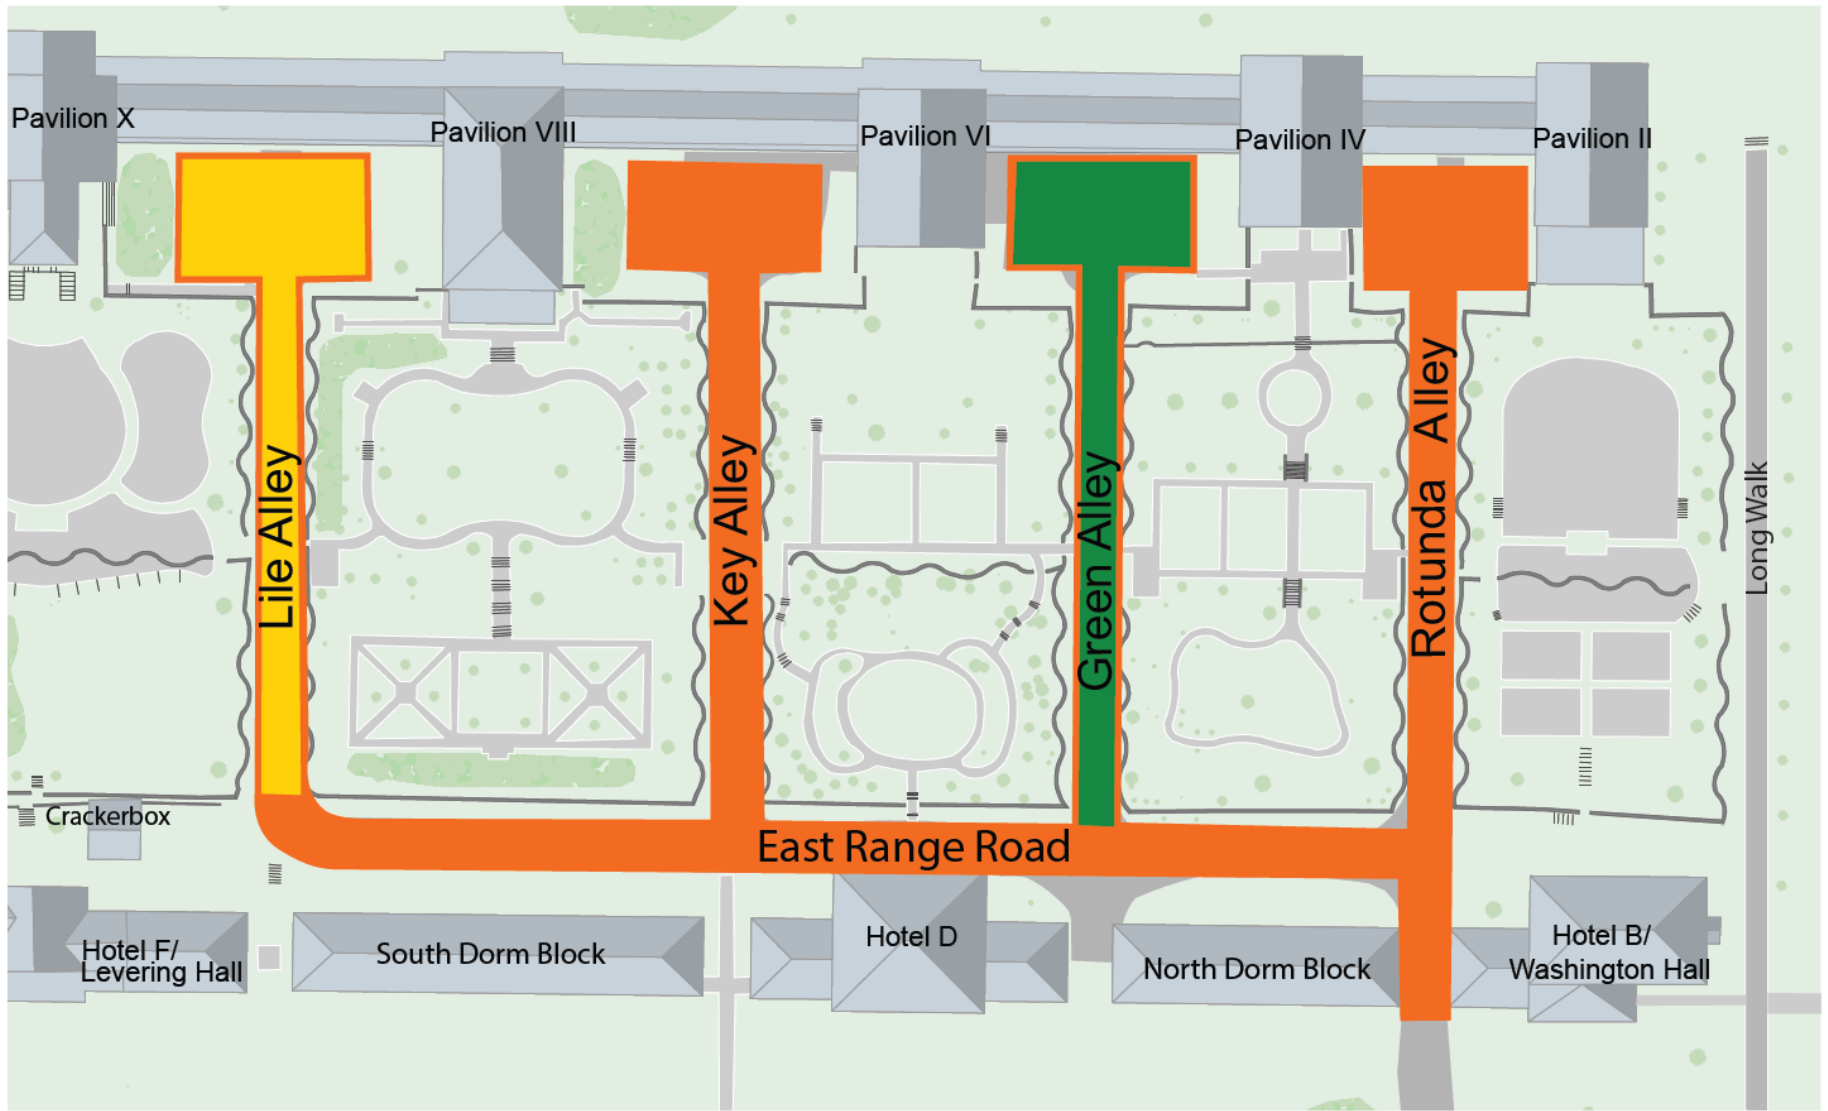 Pavilion X
Pavilion VIII
Pavilion VI
Pavilion IV
Pavilion II
Lile Alley
Key Alley
Green Alley
Rotunda Alley
Long Walk
Crackerbox
East Range Road
Hotel F/
Levering Hall
South Dorm Block
Hotel D
North Dorm Block
Hotel B/
Washington Hall